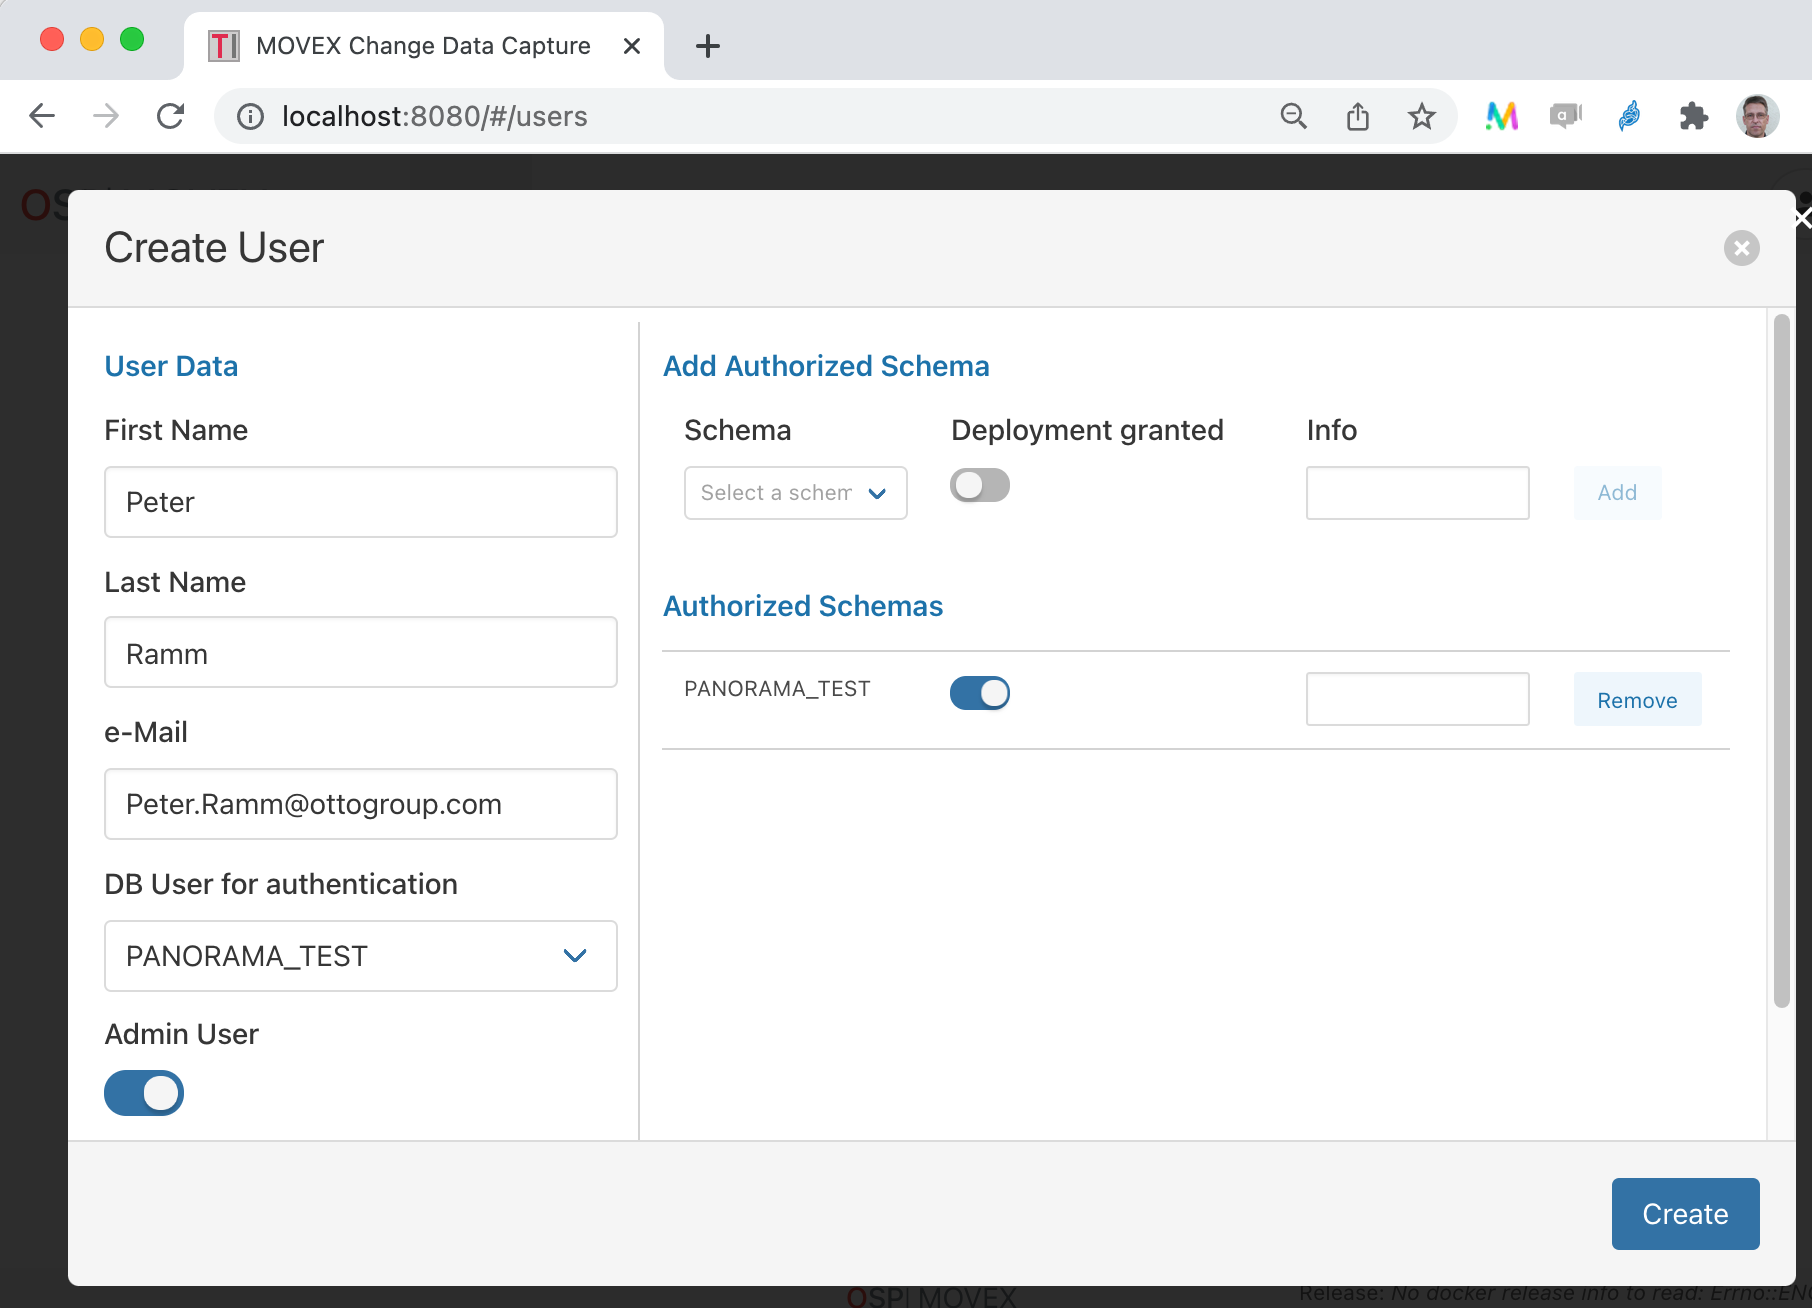 MOVEX Change Data Capture
localhost:8080/#/users
Create User
User Data
First Name
Peter
Last Name
Ramm
e-Mail
Peter.Ramm@ottogroup.com
DB User for authentication
PANORAMA_TEST
Admin User
Add Authorized Schema
Schema Deployment granted Info
Select a schem
Add
Authorized Schemas
PANORAMA_TEST
Remove
Create
OSP| MOVEX
Release: No docker release info to read: Errno::EN